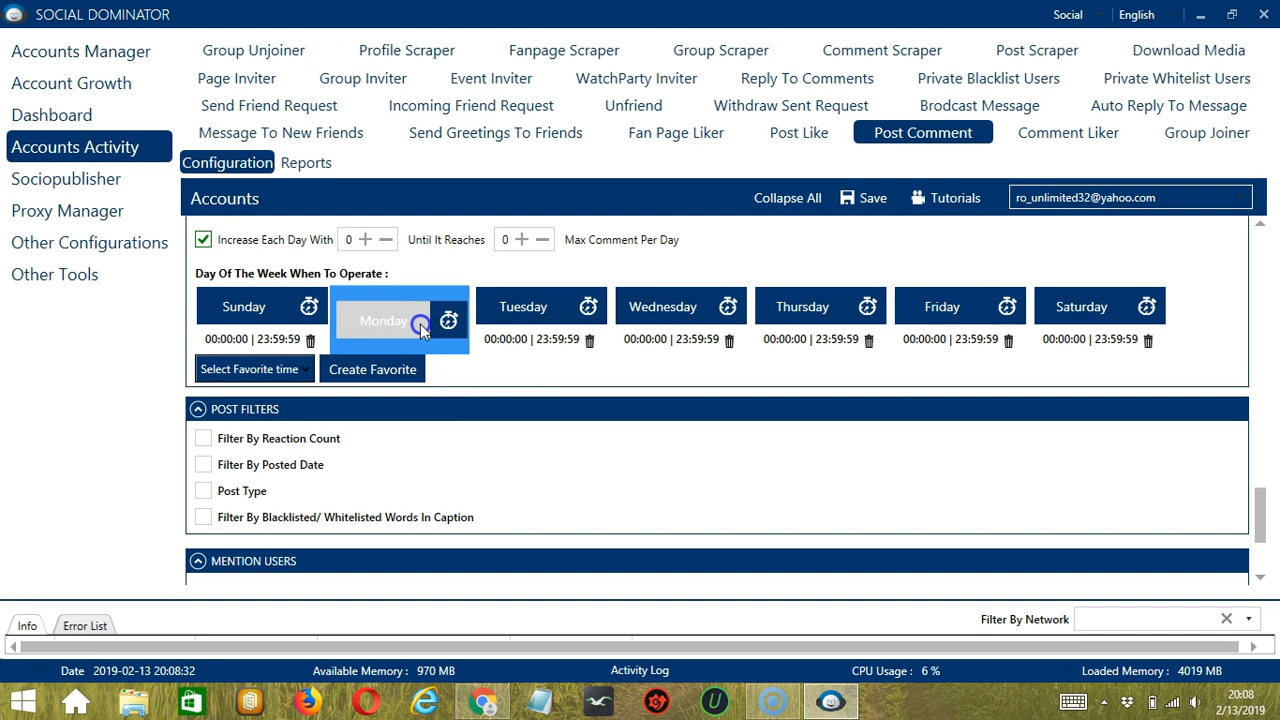 SOCIAL DOMINATOR Social English
Accounts Manager Group Unjoiner Profile Scraper Fanpage Scraper Group Scraper Comment Scraper Post Scraper Download Media
Account Growth Page Inviter Group Inviter Event Inviter WatchParty Inviter Reply To Comments Private Blacklist Users Private Whitelist Users
Dashboard Send Friend Request Incoming Friend Request Unfriend Withdraw Sent Request Brodcast Message Auto Reply To Message
Accounts Activity Message To New Friends Send Greetings To Friends Fan Page Liker Post Like Post Comment Comment Liker Group Joiner
Configuration Reports
Sociopublisher
Accounts Collapse All Save Tutorials ro_unlimited32@yahoo.com
Proxy Manager
Other Configurations Increase Each Day With 0 Until It Reaches 0 Max Comment Per Day
Other Tools Day Of The Week When To Operate :
Sunday Monday Tuesday Wednesday Thursday Friday Saturday
00:00:00 | 23:59:59 00:00:00 | 23:59:59 00:00:00 | 23:59:59 00:00:00 | 23:59:59 00:00:00 | 23:59:59 00:00:00 | 23:59:59
Select Favorite time Create Favorite
POST FILTERS
Filter By Reaction Count
Filter By Posted Date
Post Type
Filter By Blacklisted/ Whitelisted Words In Caption
MENTION USERS
Info Error List Filter By Network
Date 2019-02-13 20:08:32 Available Memory : 970 MB Activity Log CPU Usage : 6 % Loaded Memory : 4019 MB
20:08
2/13/2019